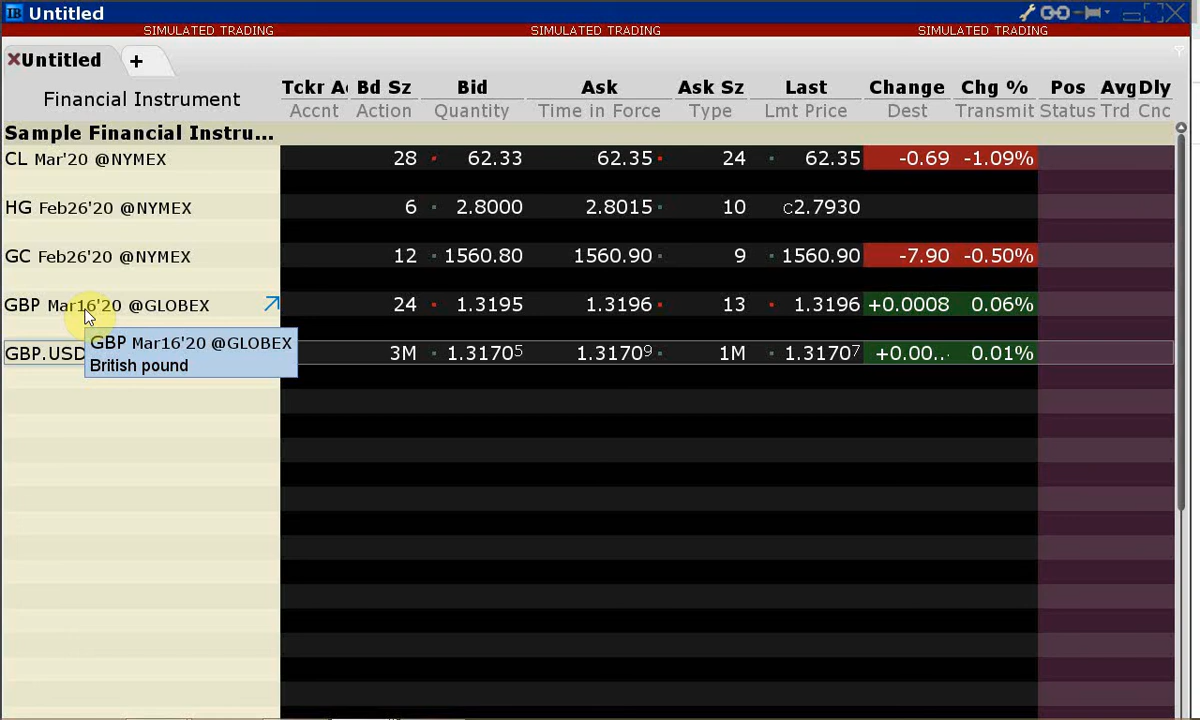 Untitled
SIMULATED TRADING SIMULATED TRADING SIMULATED TRADING
Untitled +
Tckr Ac Bd Sz Bid Ask Ask Sz Last Change Chg % Pos Avg Dly
Financial Instrument Accnt Action Quantity Time in Force Type Lmt Price Dest Transmit Status Trd Cnc
Sample Financial Instru...
CL Mar'20 @NYMEX 28 62.33 62.35 24 62.35 -0.69 -1.09%
HG Feb26'20 @NYMEX 6 2.8000 2.8015 10 c2.7930
GC Feb26'20 @NYMEX 12 1560.80 1560.90 9 1560.90 -7.90 -0.50%
GBP Mar16'20 @GLOBEX 24 1.3195 1.3196 13 1.3196 +0.0008 0.06%
GBP Mar16'20 @GLOBEX
GBP.USD 3M 1.31705 1.31709 1M 1.31707 +0.00... 0.01%
British pound